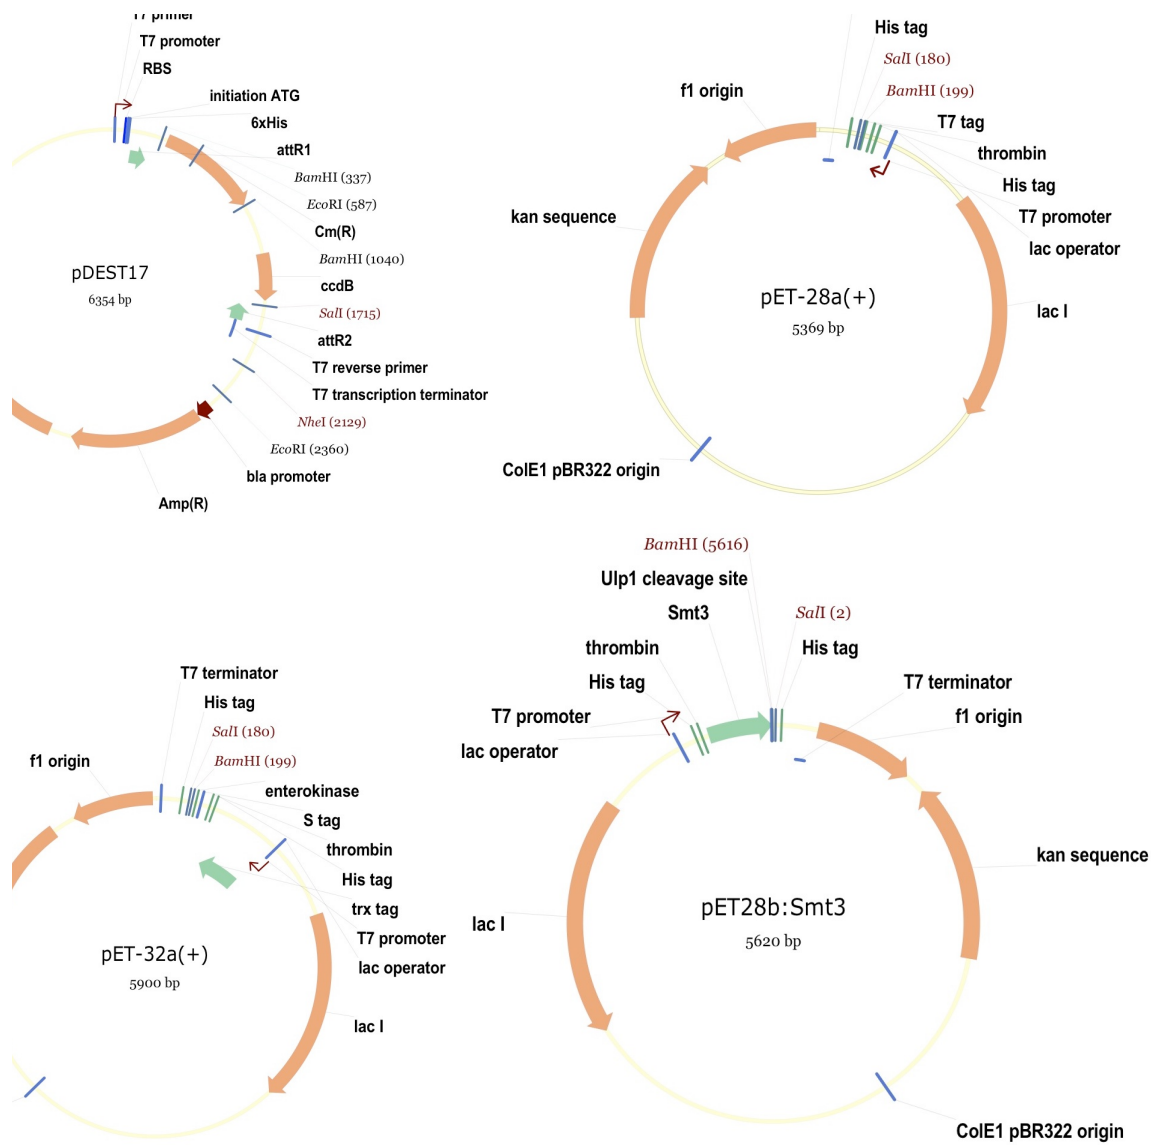 T7 primer
T7 promoter
RBS
initiation ATG
6xHis
attR1
BamHI (337)
EcoRI (587)
Cm(R)
BamHI (1040)
ccdB
SalI (1715)
attR2
T7 reverse primer
T7 transcription terminator
NheI (2129)
EcoRI (2360)
bla promoter
Amp(R)
pDEST17
6354 bp
His tag
SalI (180)
BamHI (199)
f1 origin
T7 tag
thrombin
His tag
T7 promoter
lac operator
kan sequence
pET-28a(+)
5369 bp
lac I
ColE1 pBR322 origin
T7 terminator
His tag
SalI (180)
BamHI (199)
f1 origin
enterokinase
S tag
thrombin
His tag
trx tag
T7 promoter
lac operator
pET-32a(+)
5900 bp
lac I
BamHI (5616)
Ulp1 cleavage site
Smt3
SalI (2)
thrombin
His tag
His tag
T7 terminator
T7 promoter
f1 origin
lac operator
kan sequence
pET28b:Smt3
5620 bp
lac I
ColE1 pBR322 origin